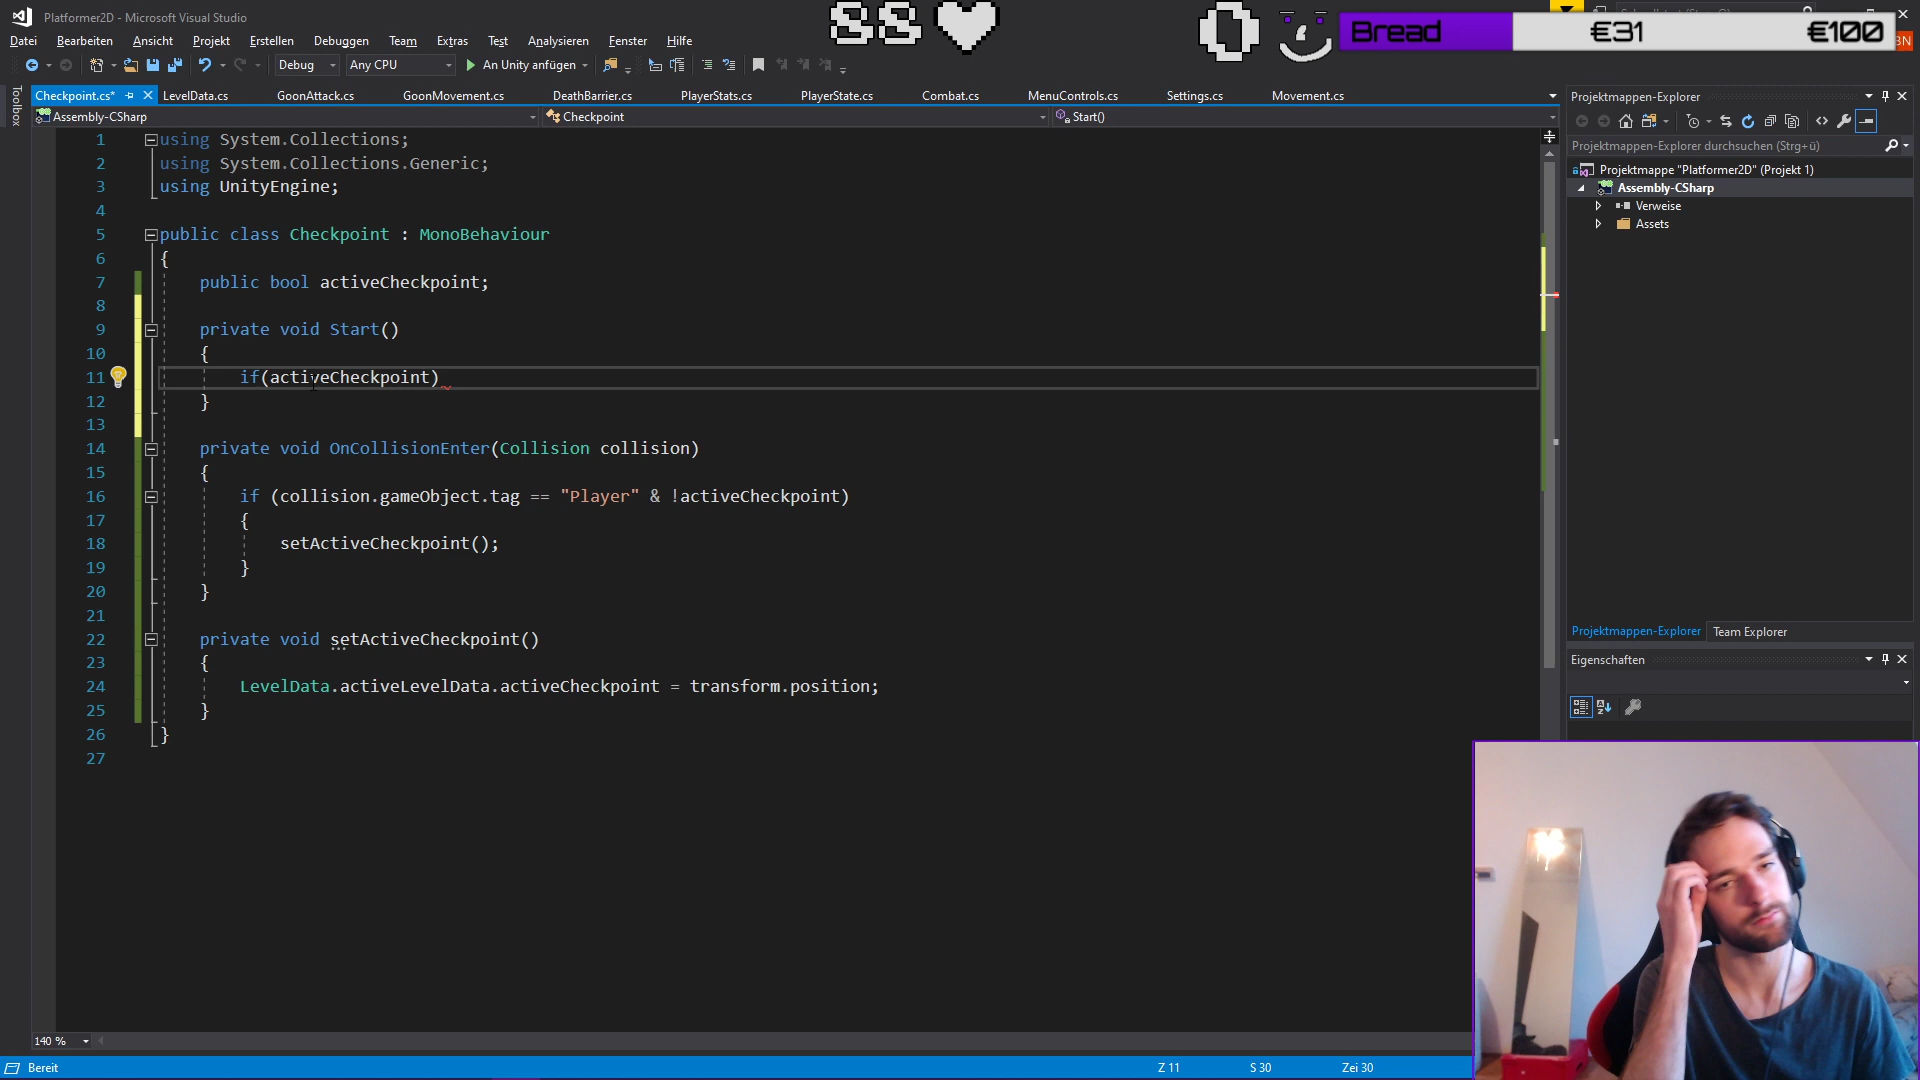 Platformer2D - Microsoft Visual Studio
Datei Bearbeiten Ansicht Projekt Erstellen Debuggen Team Extras Test Analysieren Fenster Hilfe
SS
0
Bread €31 €100
Debug Any CPU An Unity anfügen
Toolbox
Checkpoint.cs* LevelData.cs GoonAttack.cs GoonMovement.cs DeathBarrier.cs PlayerStats.cs PlayerState.cs Combat.cs MenuControls.cs Settings.cs Movement.cs
Assembly-CSharp Checkpoint Start()
1 using System.Collections;
2 using System.Collections.Generic;
3 using UnityEngine;
4
5 public class Checkpoint : MonoBehaviour
6 {
7 public bool activeCheckpoint;
8
9 private void Start()
10 {
11 if(activeCheckpoint)
12 }
13
14 private void OnCollisionEnter(Collision collision)
15 {
16 if (collision.gameObject.tag == "Player" & !activeCheckpoint)
17 {
18 setActiveCheckpoint();
19 }
20 }
21
22 private void setActiveCheckpoint()
23 {
24 LevelData.activeLevelData.activeCheckpoint = transform.position;
25 }
26 }
27
Projektmappen-Explorer
Projektmappen-Explorer durchsuchen (Strg+ü)
Projektmappe "Platformer2D" (Projekt 1)
Assembly-CSharp
Verweise
Assets
Projektmappen-Explorer Team Explorer
Eigenschaften
140 %
Bereit Z 11 S 30 Zei 30